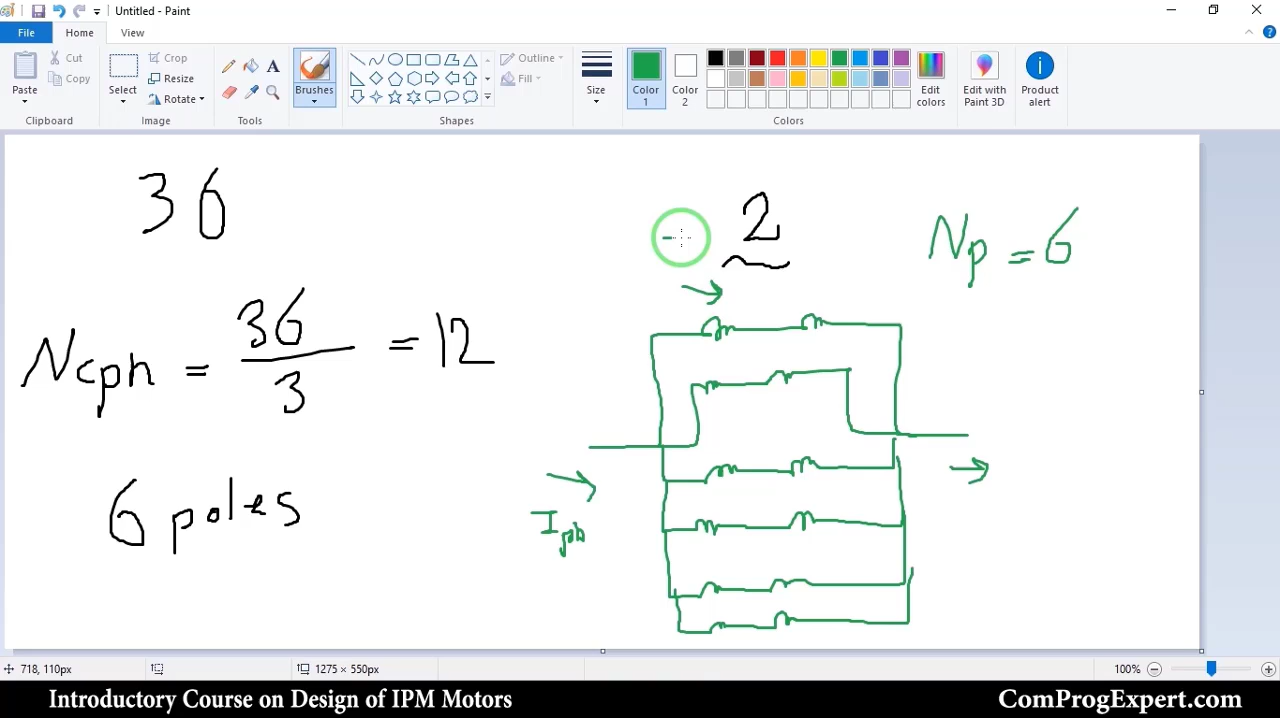 Untitled - Paint
File Home View
Paste
Cut
Copy
Clipboard
Select
Crop
Resize
Rotate
Image
A
Tools
Brushes
Outline
Fill
Shapes
Size
Color 1
Color 2
Colors
Edit colors
Edit with Paint 3D
Product alert
36
2
Np = 6
Ncph = 36/3 = 12
6 poles
Iph
718, 110px
1275 × 550px
100%
Introductory Course on Design of IPM Motors
ComProgExpert.com